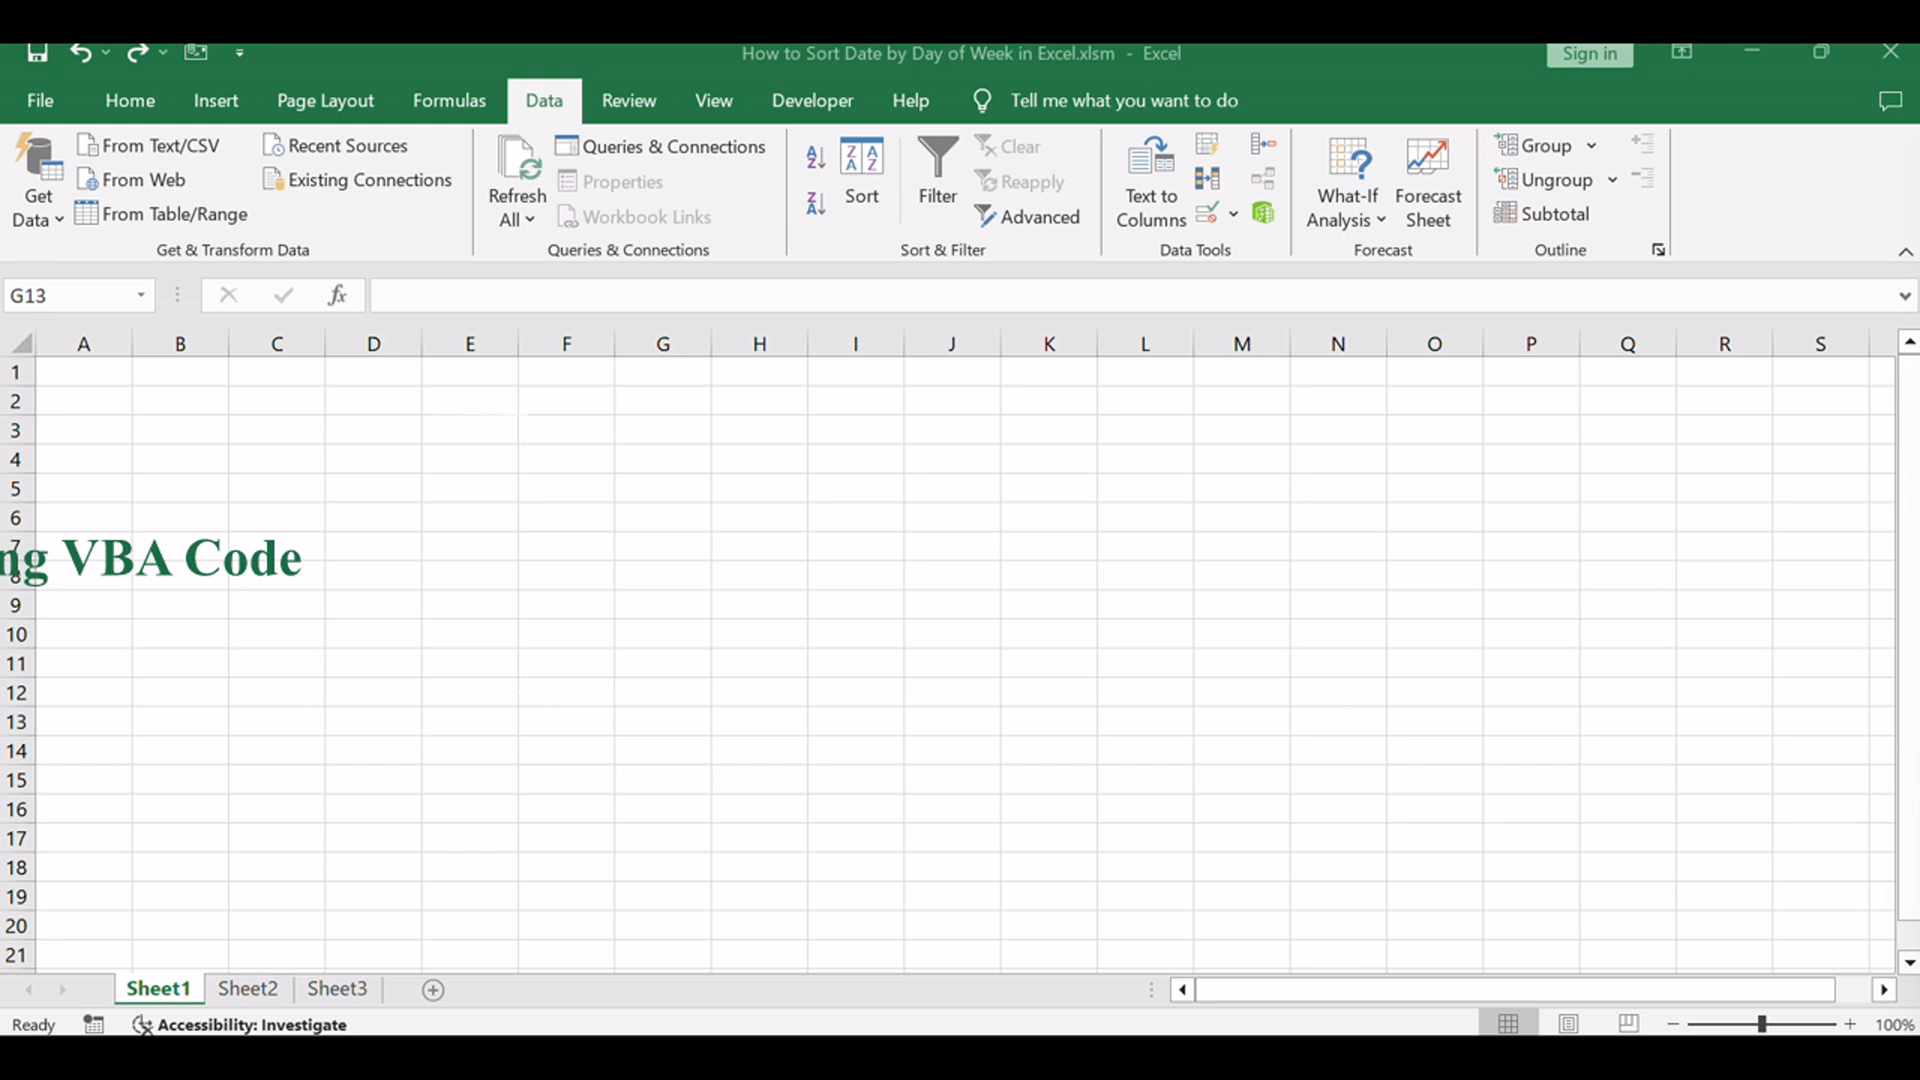 How to Sort Date by Day of Week in Excel.xlsm - Excel
Sign in
File Home Insert Page Layout Formulas Data Review View Developer Help Tell me what you want to do
Get Data
From Text/CSV
From Web
From Table/Range
Recent Sources
Existing Connections
Get & Transform Data
Refresh All
Queries & Connections
Properties
Workbook Links
Queries & Connections
Sort
Filter
Clear
Reapply
Advanced
Sort & Filter
Text to Columns
Data Tools
What-If Analysis
Forecast Sheet
Forecast
Group
Ungroup
Subtotal
Outline
G13
fx
A B C D E F G H I J K L M N O P Q R S
1
2
3
4
5
6
7
ng VBA Code
8
9
10
11
12
13
14
15
16
17
18
19
20
21
Sheet1 Sheet2 Sheet3
Ready
Accessibility: Investigate
100%